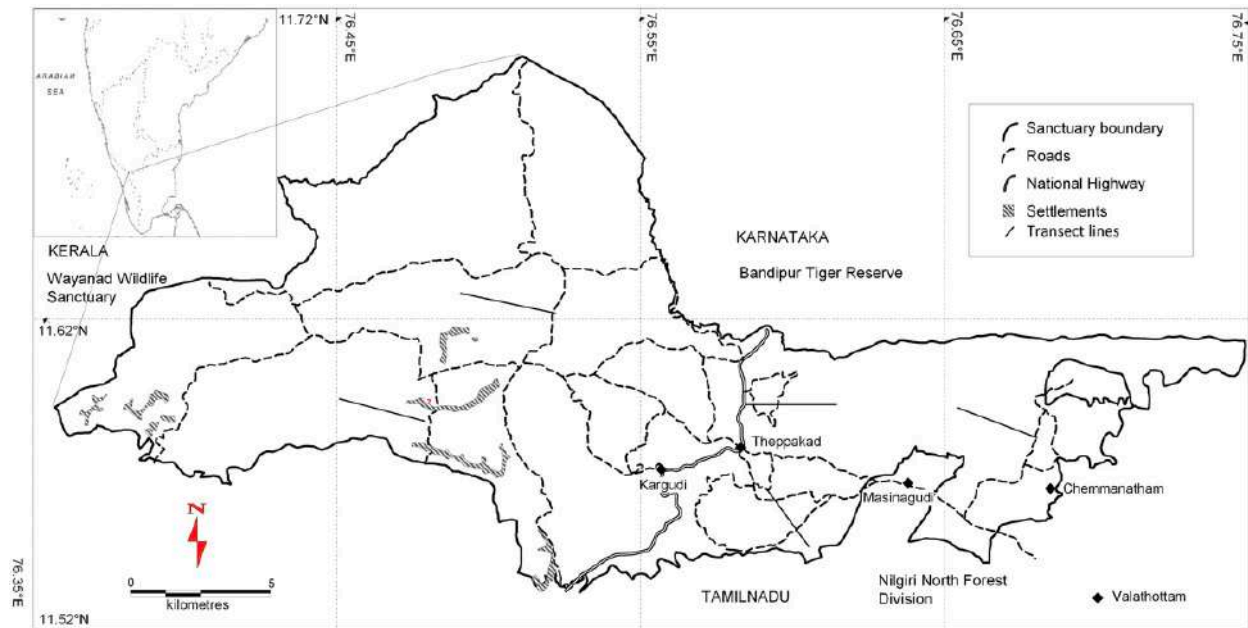 11.72°N
76.45°E
76.55°E
76.65°E
76.75°E
ARABIAN
SEA
Sanctuary boundary
Roads
National Highway
Settlements
Transect lines
KERALA
Wayanad Wildlife
Sanctuary
KARNATAKA
Bandipur Tiger Reserve
11.62°N
?
Theppakad
Kargudi
Masinagudi
Chemmanatham
N
76.35°E
0 5
kilometres
TAMILNADU
Nilgiri North Forest
Division
Valathottam
11.52°N